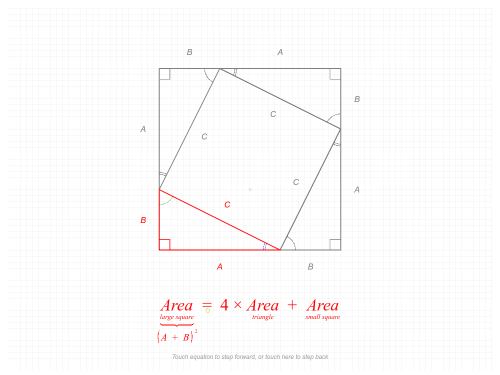 B A
B
C
A C
C A
B C
A B
Area = 4 × Area + Area
large square triangle small square
(A + B)²
Touch equation to step forward, or touch here to step back